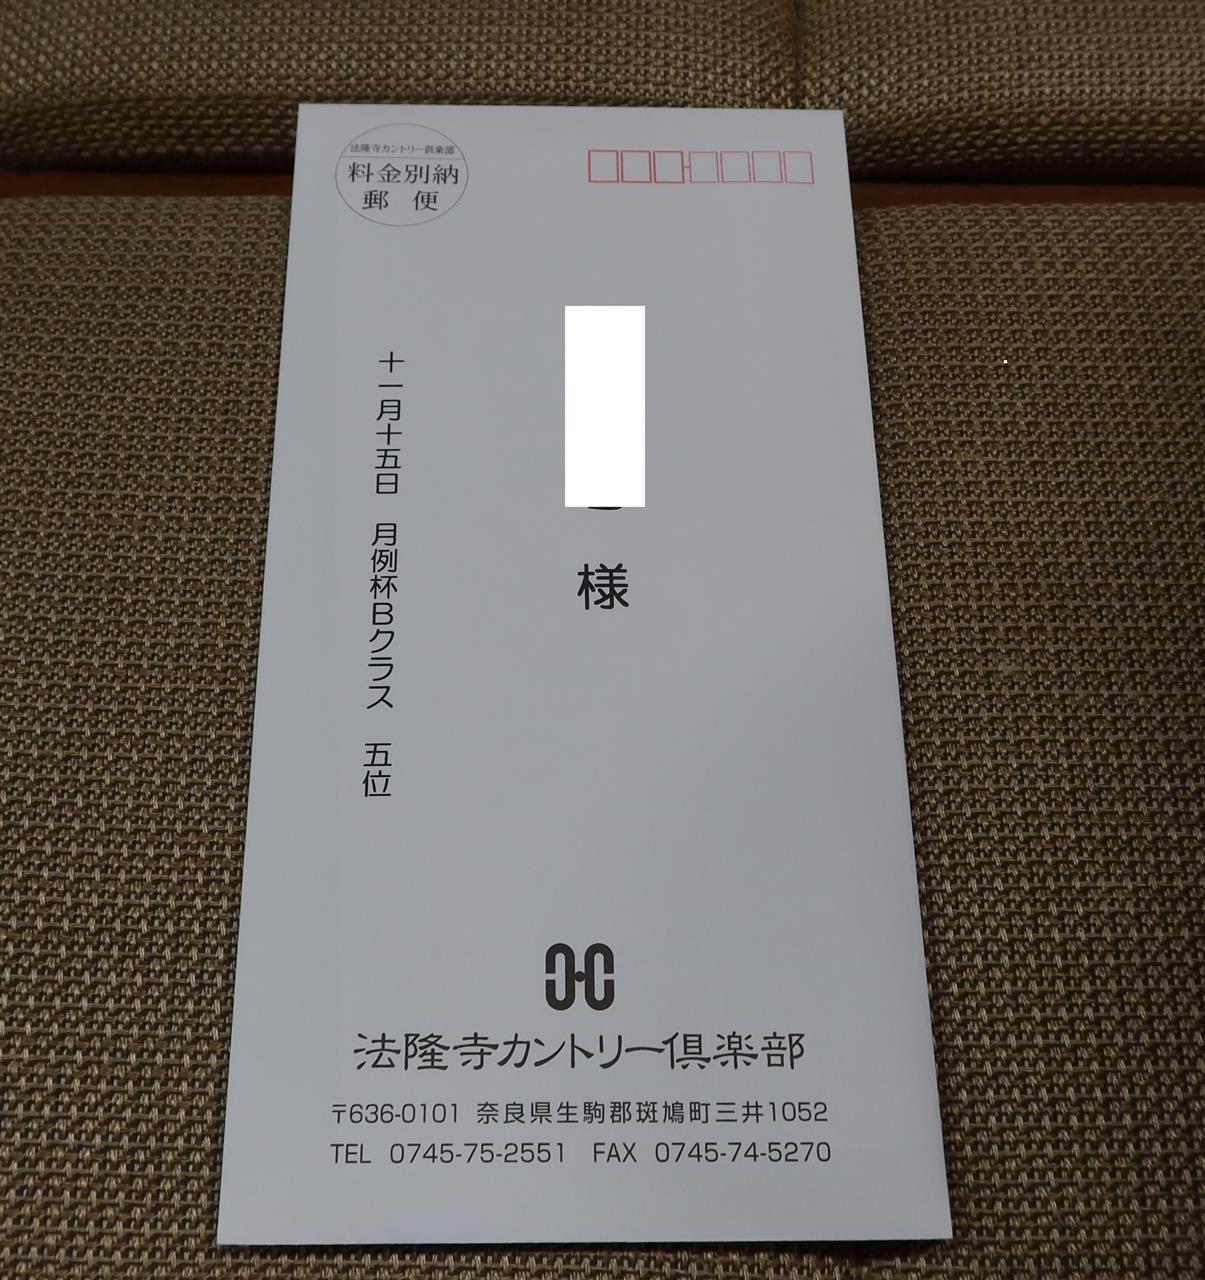 法隆寺カントリー倶楽部
料金別納
郵便
様
十一月十五日 月例杯Bクラス 五位
法隆寺カントリー倶楽部
〒636-0101 奈良県生駒郡斑鳩町三井1052
TEL 0745-75-2551 FAX 0745-74-5270